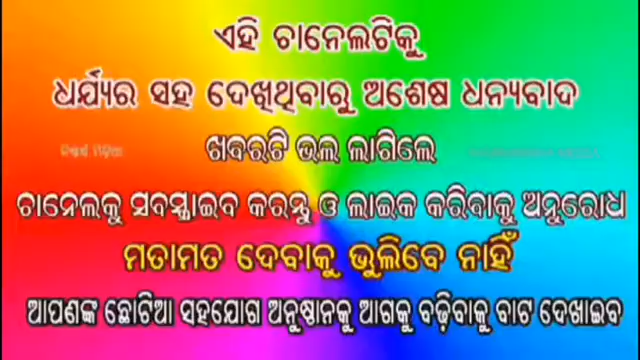 ଏହି ଚାନେଲଟିକୁ
ଧର୍ଯ୍ୟର ସହ ଦେଖିଥିବାରୁ ଅଶେଷ ଧନ୍ୟବାଦ
ଖବରଟି ଭଲ ଲାଗିଲେ
ଚାନେଲକୁ ସବସ୍କ୍ରାଇବ କରନ୍ତୁ ଓ ଲାଇକ କରିବାକୁ ଅନୁରୋଧ
ମତାମତ ଦେବାକୁ ଭୁଲିବେ ନାହିଁ
ଆପଣଙ୍କ ଛୋଟିଆ ସହଯୋଗ ଅନୁଷ୍ଠାନକୁ ଆଗକୁ ବଢ଼ିବାକୁ ବାଟ ଦେଖାଇବ